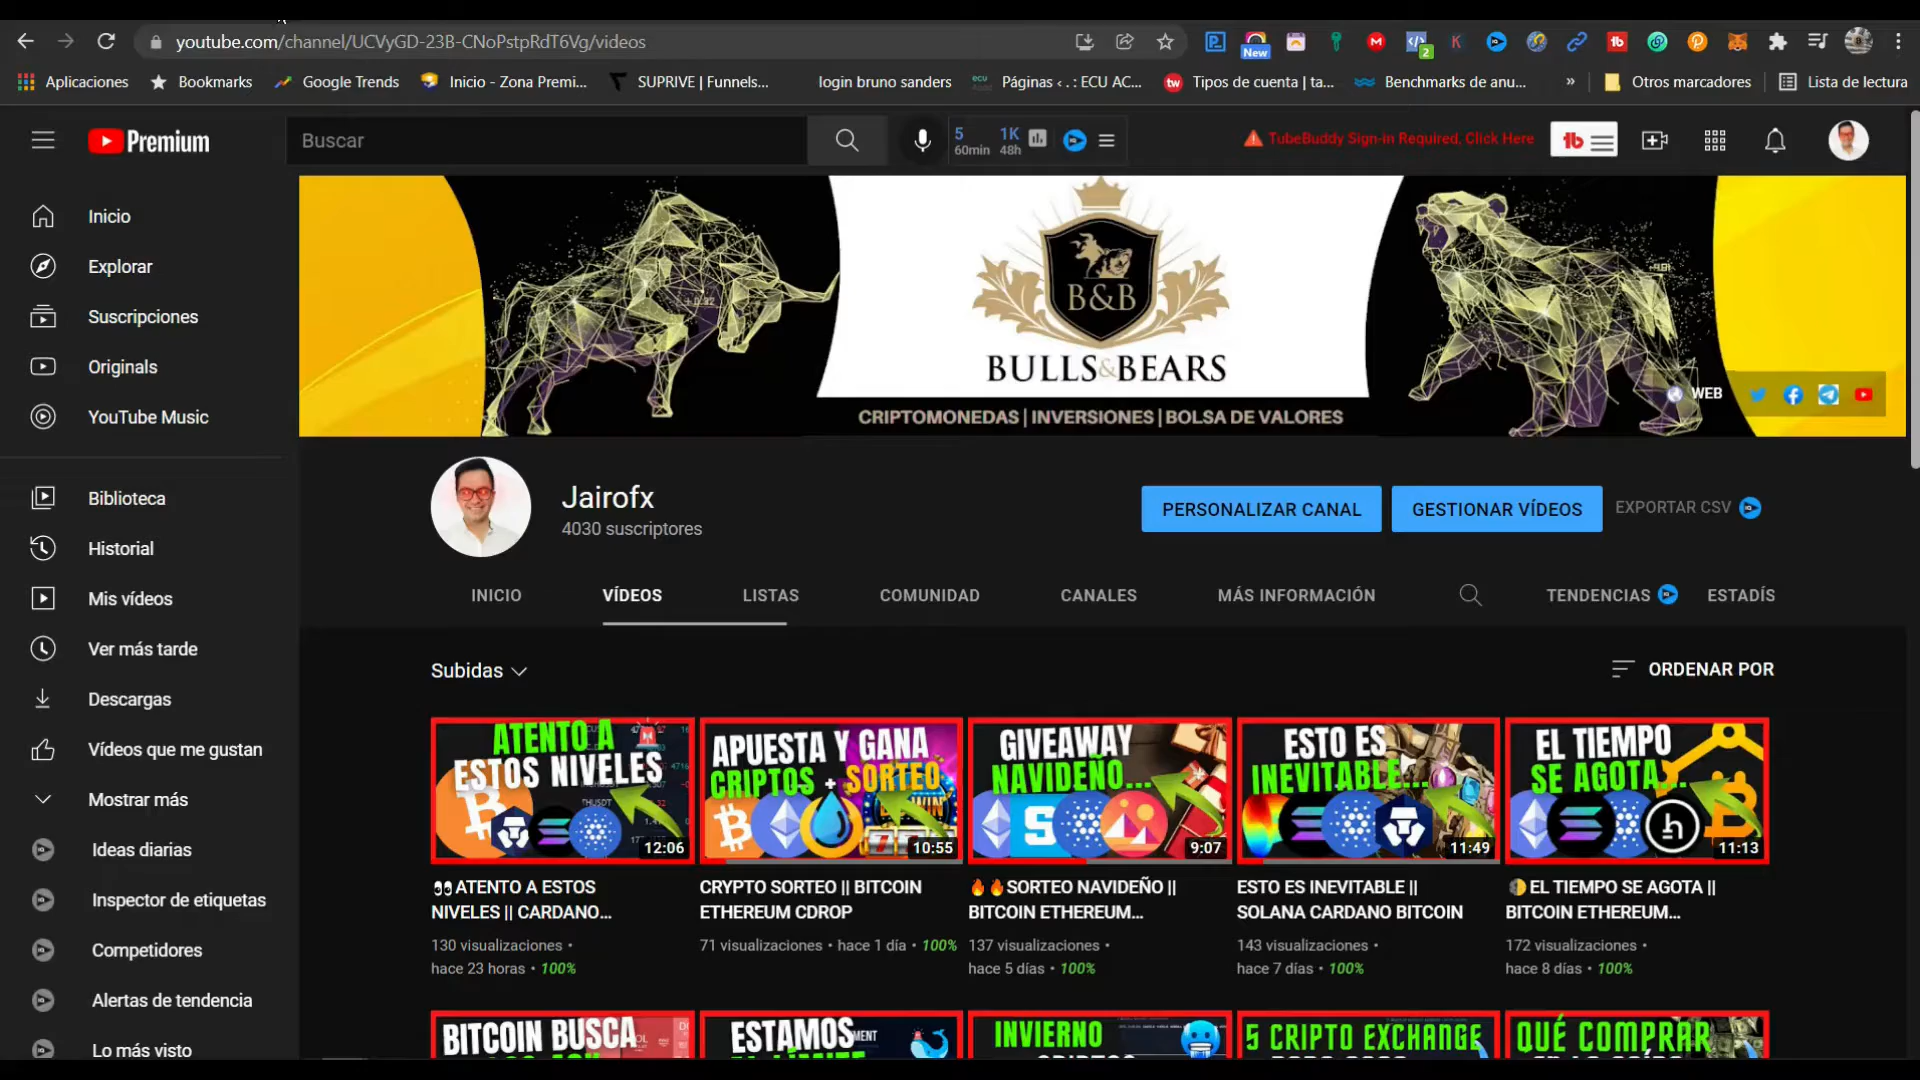 youtube.com/channel/UCVyGD-23B-CNoPstpRdT6Vg/videos
New
2
Aplicaciones
Bookmarks
Google Trends
Inicio - Zona Premi...
SUPRIVE | Funnels...
login bruno sanders
Páginas ‹ . : ECU AC...
Tipos de cuenta | ta...
Benchmarks de anu...
»
Otros marcadores
Lista de lectura
Premium
Buscar
5
60min
1K
48h
TubeBuddy Sign-in Required, Click Here
tb
Inicio
Explorar
Suscripciones
Originals
YouTube Music
Biblioteca
Historial
Mis vídeos
Ver más tarde
Descargas
Vídeos que me gustan
Mostrar más
Ideas diarias
Inspector de etiquetas
Competidores
Alertas de tendencia
Lo más visto
B&B
BULLS&BEARS
CRIPTOMONEDAS | INVERSIONES | BOLSA DE VALORES
WEB
Jairofx
4030 suscriptores
PERSONALIZAR CANAL
GESTIONAR VÍDEOS
EXPORTAR CSV
INICIO
VÍDEOS
LISTAS
COMUNIDAD
CANALES
MÁS INFORMACIÓN
TENDENCIAS
ESTADÍS
Subidas
ORDENAR POR
ATENTO A
ESTOS NIVELES
12:06
APUESTA Y GANA
CRIPTOS + SORTEO
10:55
GIVEAWAY
NAVIDEÑO...
9:07
ESTO ES
INEVITABLE...
11:49
EL TIEMPO
SE AGOTA...
11:13
👀ATENTO A ESTOS
NIVELES || CARDANO...
130 visualizaciones •
hace 23 horas • 100%
CRYPTO SORTEO || BITCOIN
ETHEREUM CDROP
71 visualizaciones • hace 1 día • 100%
🔥🔥SORTEO NAVIDEÑO ||
BITCOIN ETHEREUM...
137 visualizaciones •
hace 5 días • 100%
ESTO ES INEVITABLE ||
SOLANA CARDANO BITCOIN
143 visualizaciones •
hace 7 días • 100%
🌗EL TIEMPO SE AGOTA ||
BITCOIN ETHEREUM...
172 visualizaciones •
hace 8 días • 100%
BITCOIN BUSCA
ESTAMOS
INVIERNO
5 CRIPTO EXCHANGE
QUÉ COMPRAR